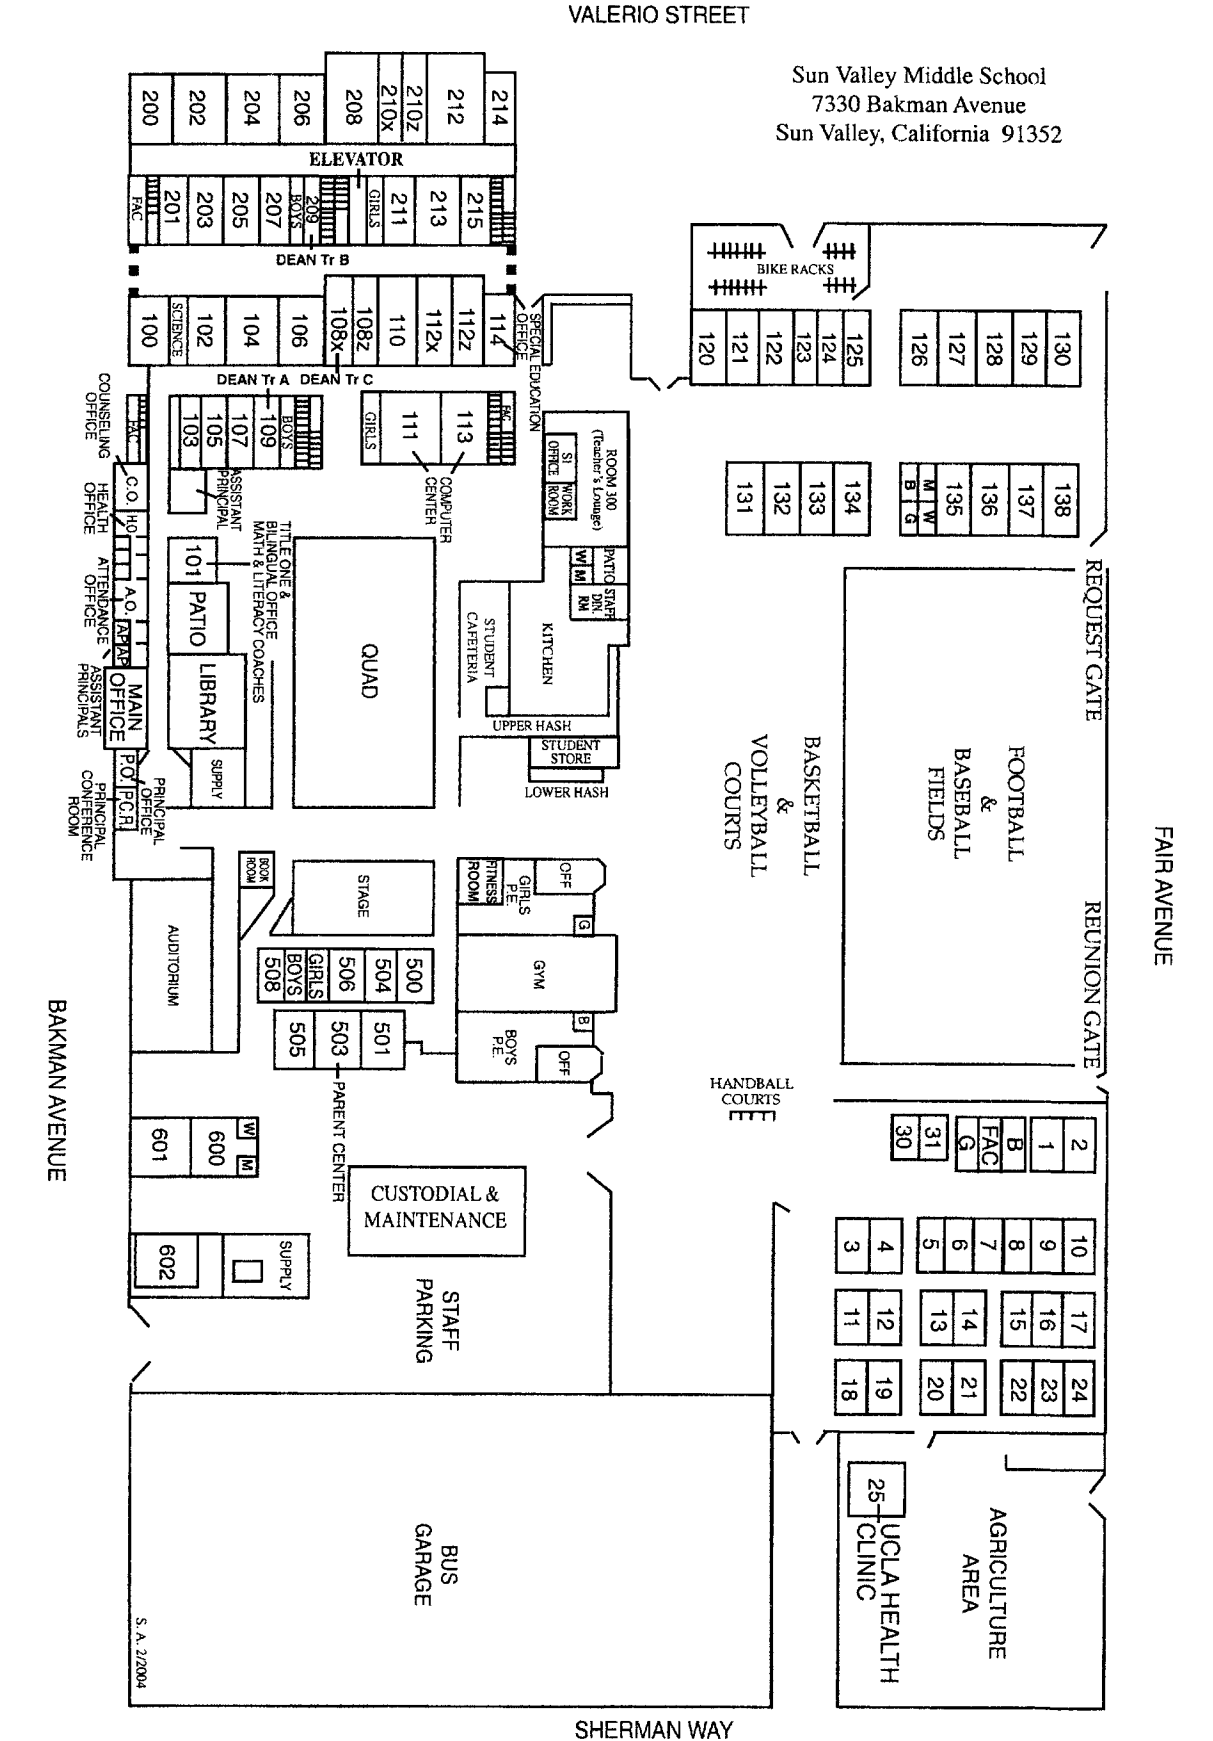 VALERIO STREET
Sun Valley Middle School
7330 Bakman Avenue
Sun Valley, California 91352
200
202
204
206
208
210x
210z
212
214
ELEVATOR
FAC
201
203
205
207
BOYS
209
GIRLS
211
213
215
DEAN Tr B
BIKE RACKS
100
SCIENCE
102
104
106
108x
108z
110
112x
112z
114
SPECIAL EDUCATION
OFFICE
120
121
122
123
124
125
126
127
128
129
130
DEAN Tr A
DEAN Tr C
COUNSELING
OFFICE
FAC
103
105
107
109
BOYS
GIRLS
111
113
FAC
COMPUTER
CENTER
ASSISTANT
PRINCIPAL
ROOM 300
(Teacher's Lounge)
SI
OFFICE
WORK
ROOM
131
132
133
134
M
B
W
G
135
136
137
138
C.O.
H.O
HEALTH
OFFICE
ATTENDANCE
OFFICE
A.O.
AP
AP
ASSISTANT
PRINCIPALS
101
TITLE ONE &
BILINGUAL OFFICE
MATH & LITERACY COACHES
PATIO
LIBRARY
SUPPLY
QUAD
PATIO
W
M
STAFF
DIN.
RM
STUDENT
CAFETERIA
KITCHEN
UPPER HASH
STUDENT
STORE
LOWER HASH
REQUEST GATE
MAIN
OFFICE
P.O.
P.C.R.
PRINCIPAL
OFFICE
PRINCIPAL
CONFERENCE
ROOM
BASKETBALL
&
VOLLEYBALL
COURTS
FOOTBALL
&
BASEBALL
FIELDS
FAIR AVENUE
REUNION GATE
BOOK
ROOM
STAGE
FITNESS
ROOM
GIRLS
P.E.
OFF
G
AUDITORIUM
508
BOYS
GIRLS
506
504
500
GYM
505
503
501
BOYS
P.E.
B
OFF
PARENT CENTER
BAKMAN AVENUE
HANDBALL
COURTS
601
600
W
M
CUSTODIAL &
MAINTENANCE
30
31
G
FAC
B
1
2
602
SUPPLY
STAFF
PARKING
3
4
5
6
7
8
9
10
11
12
13
14
15
16
17
18
19
20
21
22
23
24
BUS
GARAGE
25
UCLA HEALTH
CLINIC
AGRICULTURE
AREA
S. A. 2/2004
SHERMAN WAY